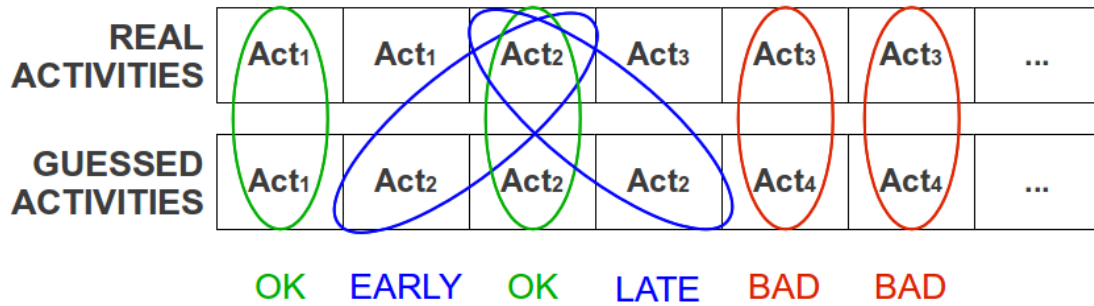 REAL
ACTIVITIES
Act1 Act1 Act2 Act3 Act3 Act3 ...
GUESSED
ACTIVITIES
Act1 Act2 Act2 Act2 Act4 Act4 ...
OK EARLY OK LATE BAD BAD